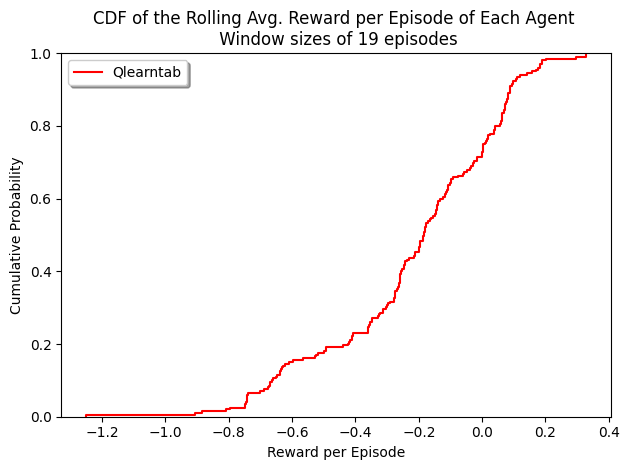 CDF of the Rolling Avg. Reward per Episode of Each Agent
Window sizes of 19 episodes
Qlearntab
1.0
0.8
0.6
0.4
0.2
0.0
Cumulative Probability
−1.2 −1.0 −0.8 −0.6 −0.4 −0.2 0.0 0.2 0.4
Reward per Episode